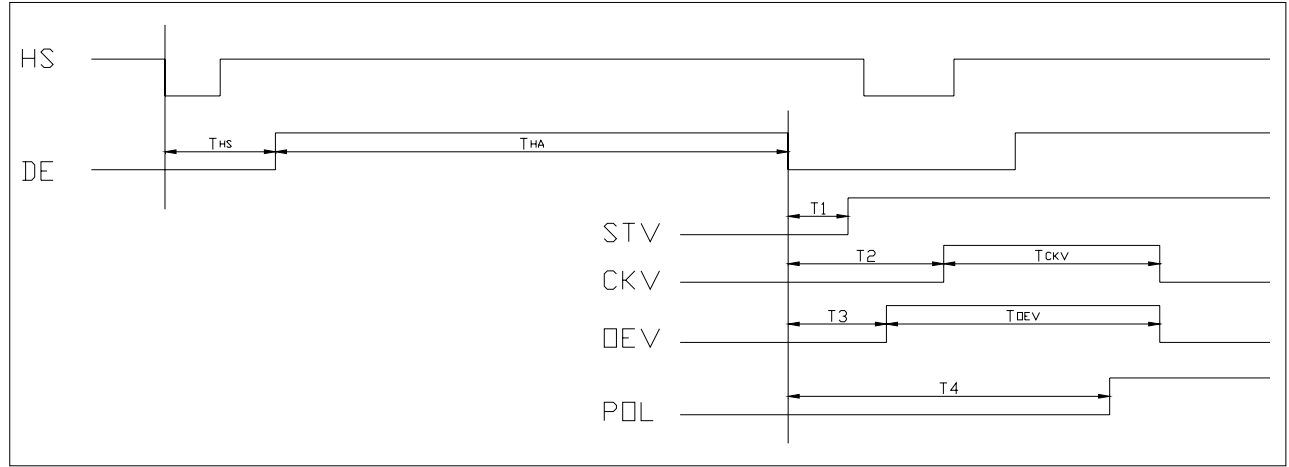 HS
THS THA
DE
T1
STV
T2 TCKV
CKV
T3 TOEV
OEV
T4
POL